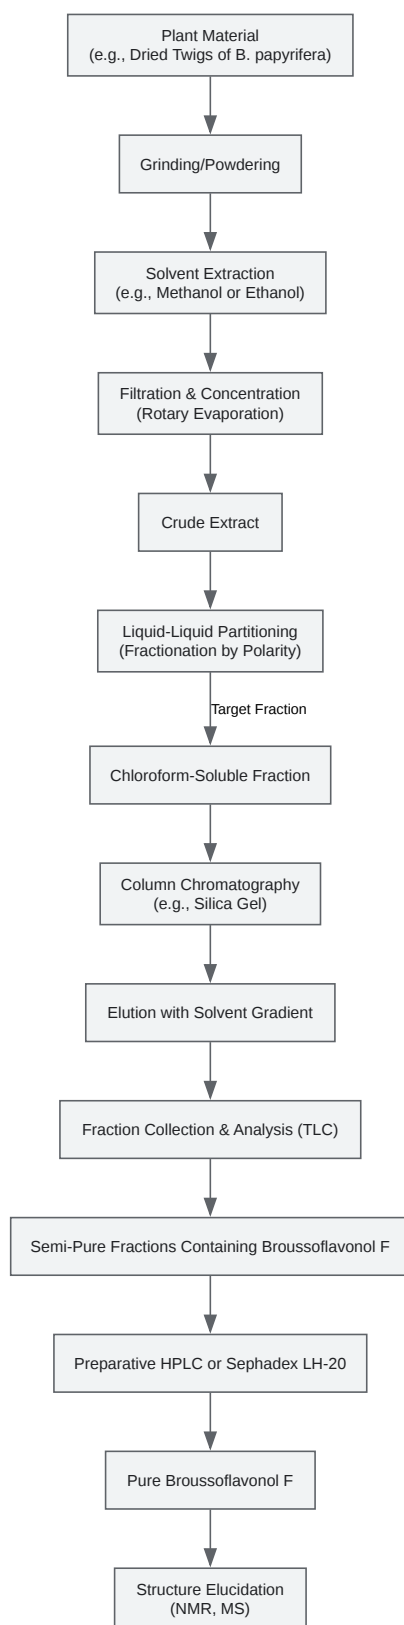 Plant Material
(e.g., Dried Twigs of B. papyrifera)
Grinding/Powdering
Solvent Extraction
(e.g., Methanol or Ethanol)
Filtration & Concentration
(Rotary Evaporation)
Crude Extract
Liquid-Liquid Partitioning
(Fractionation by Polarity)
Target Fraction
Chloroform-Soluble Fraction
Column Chromatography
(e.g., Silica Gel)
Elution with Solvent Gradient
Fraction Collection & Analysis (TLC)
Semi-Pure Fractions Containing Broussoflavonol F
Preparative HPLC or Sephadex LH-20
Pure Broussoflavonol F
Structure Elucidation
(NMR, MS)